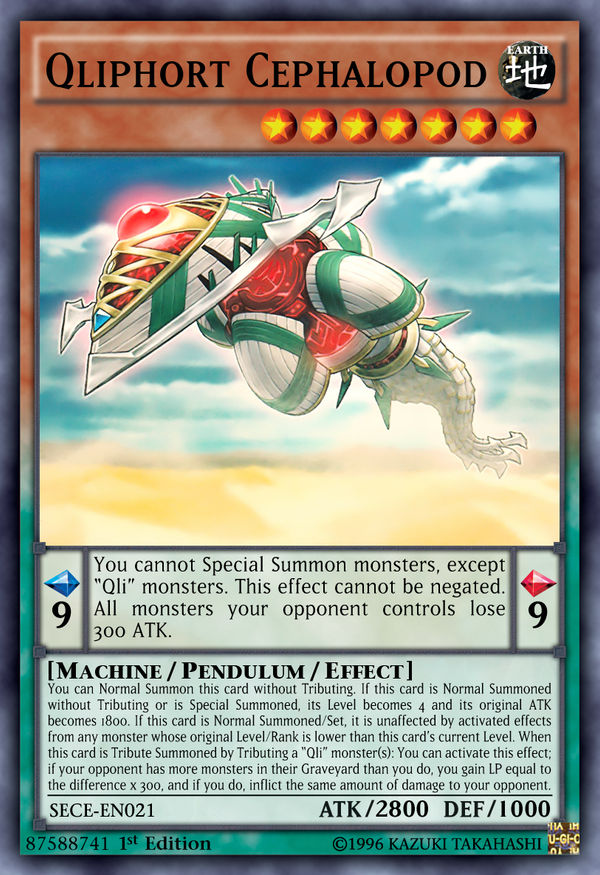 Qliphort Cephalopod
EARTH
地
9
You cannot Special Summon monsters, except
"Qli" monsters. This effect cannot be negated.
All monsters your opponent controls lose
300 ATK.
9
[Machine / Pendulum / Effect]
You can Normal Summon this card without Tributing. If this card is Normal Summoned
without Tributing or is Special Summoned, its Level becomes 4 and its original ATK
becomes 1800. If this card is Normal Summoned/Set, it is unaffected by activated effects
from any monster whose original Level/Rank is lower than this card's current Level. When
this card is Tribute Summoned by Tributing a "Qli" monster(s): You can activate this effect;
if your opponent has more monsters in their Graveyard than you do, you gain LP equal to
the difference x 300, and if you do, inflict the same amount of damage to your opponent.
SECE-EN021
ATK/2800 DEF/1000
87588741 1st Edition
©1996 KAZUKI TAKAHASHI